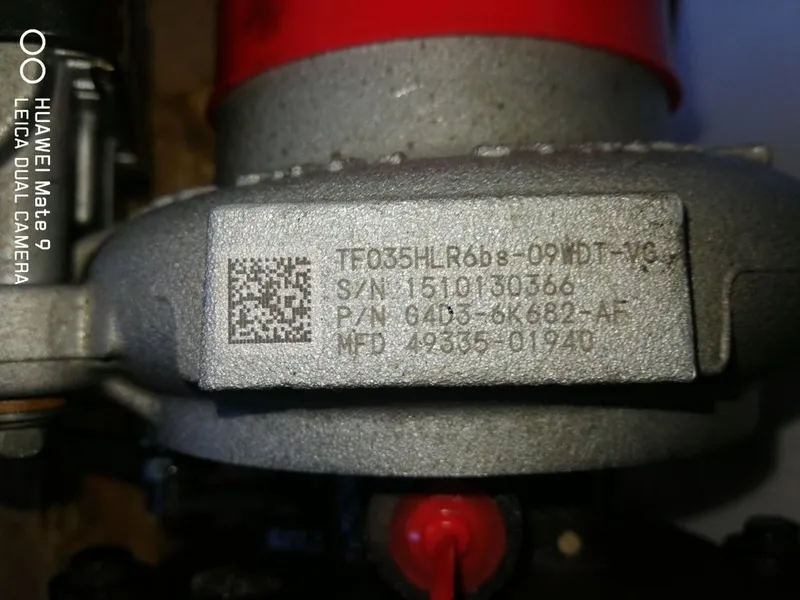 TF035HLR6bs-09WDT-VG
S/N 1510130366
P/N G4D3-6K682-AF
MFD 49335-01940
HUAWEI Mate 9
LEICA DUAL CAMERA